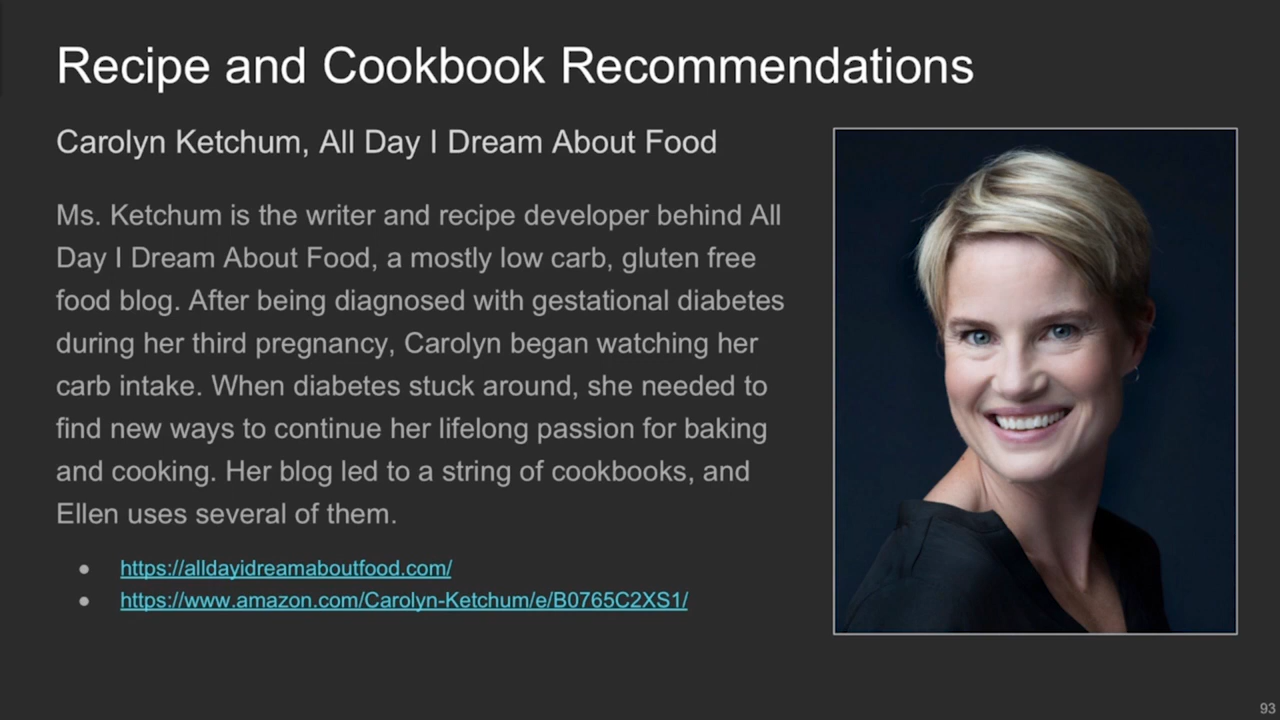 Recipe and Cookbook Recommendations
Carolyn Ketchum, All Day I Dream About Food
Ms. Ketchum is the writer and recipe developer behind All
Day I Dream About Food, a mostly low carb, gluten free
food blog. After being diagnosed with gestational diabetes
during her third pregnancy, Carolyn began watching her
carb intake. When diabetes stuck around, she needed to
find new ways to continue her lifelong passion for baking
and cooking. Her blog led to a string of cookbooks, and
Ellen uses several of them.
● https://alldayidreamaboutfood.com/
● https://www.amazon.com/Carolyn-Ketchum/e/B0765C2XS1/
93